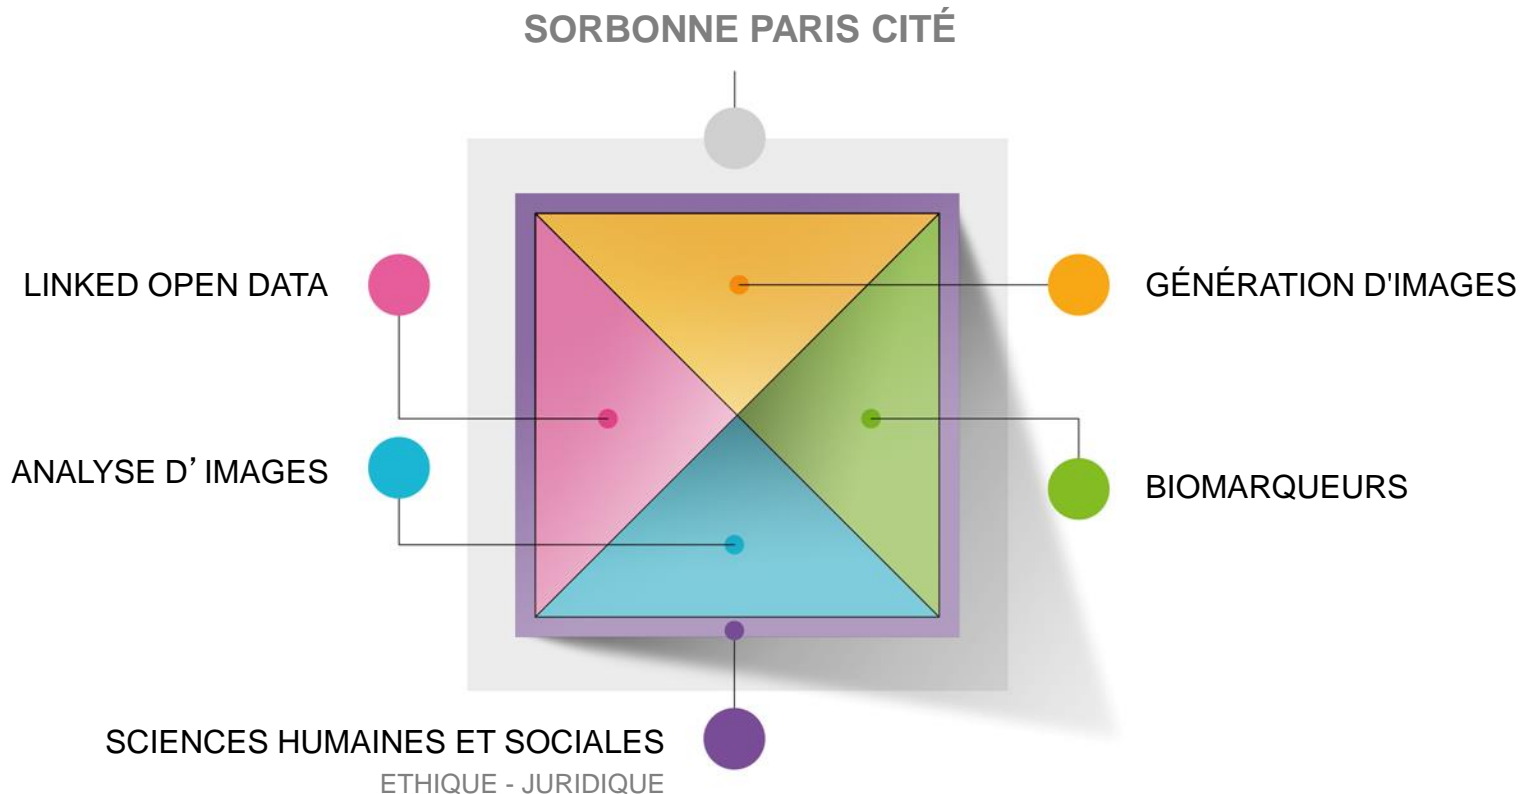 SORBONNE PARIS CITÉ
LINKED OPEN DATA
GÉNÉRATION D'IMAGES
ANALYSE D’ IMAGES
BIOMARQUEURS
SCIENCES HUMAINES ET SOCIALES
ETHIQUE - JURIDIQUE